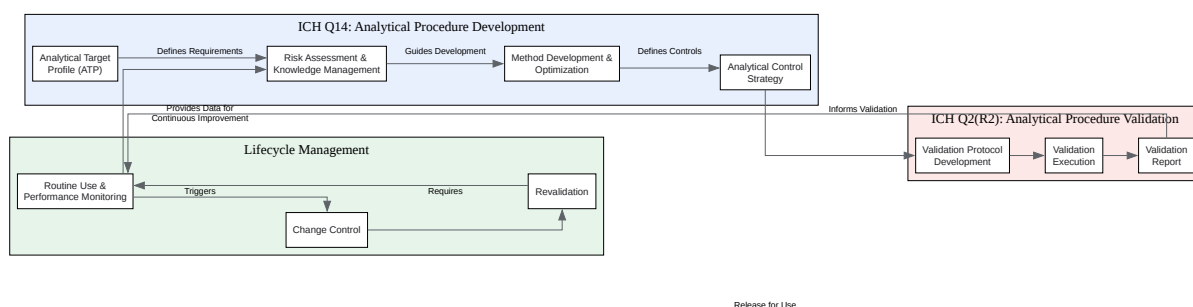 ICH Q14: Analytical Procedure Development
Analytical Target
Profile (ATP)
Defines Requirements
Risk Assessment &
Knowledge Management
Guides Development
Method Development &
Optimization
Defines Controls
Analytical Control
Strategy
Provides Data for
Continuous Improvement
Informs Validation
ICH Q2(R2): Analytical Procedure Validation
Validation Protocol
Development
Validation
Execution
Validation
Report
Lifecycle Management
Routine Use &
Performance Monitoring
Triggers
Requires
Revalidation
Change Control
Release for Use